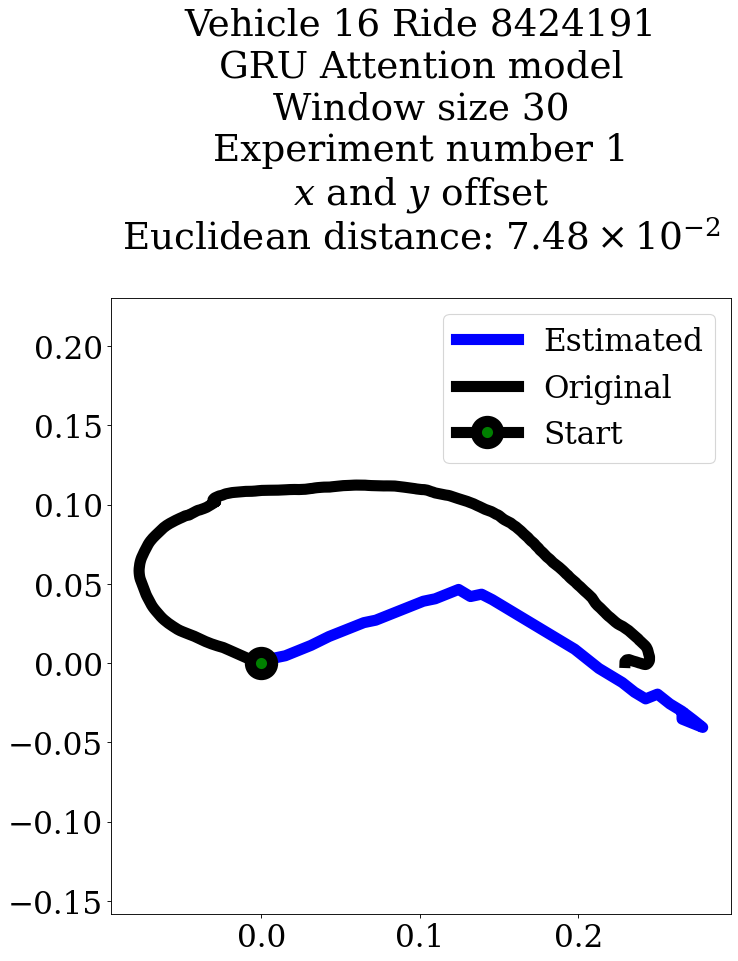 Vehicle 16 Ride 8424191
GRU Attention model
Window size 30
Experiment number 1
x and y offset
Euclidean distance: 7.48 × 10⁻²
Estimated
Original
Start
0.20
0.15
0.10
0.05
0.00
−0.05
−0.10
−0.15
0.0 0.1 0.2